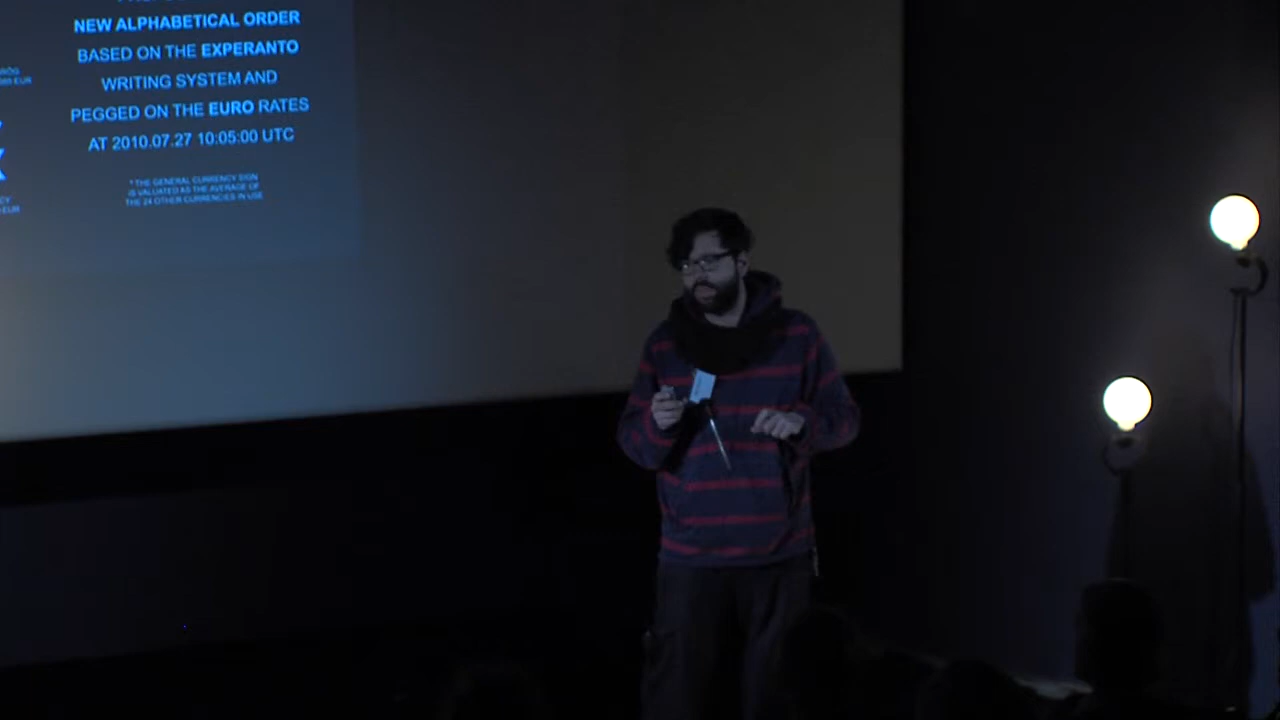 NEW ALPHABETICAL ORDER
BASED ON THE EXPERANTO
WRITING SYSTEM AND
PEGGED ON THE EURO RATES
AT 2010.07.27 10:05:00 UTC
* THE GENERAL CURRENCY SIGN
IS VALUATED AS THE AVERAGE OF
THE 24 OTHER CURRENCIES IN USE
EUR
EUR